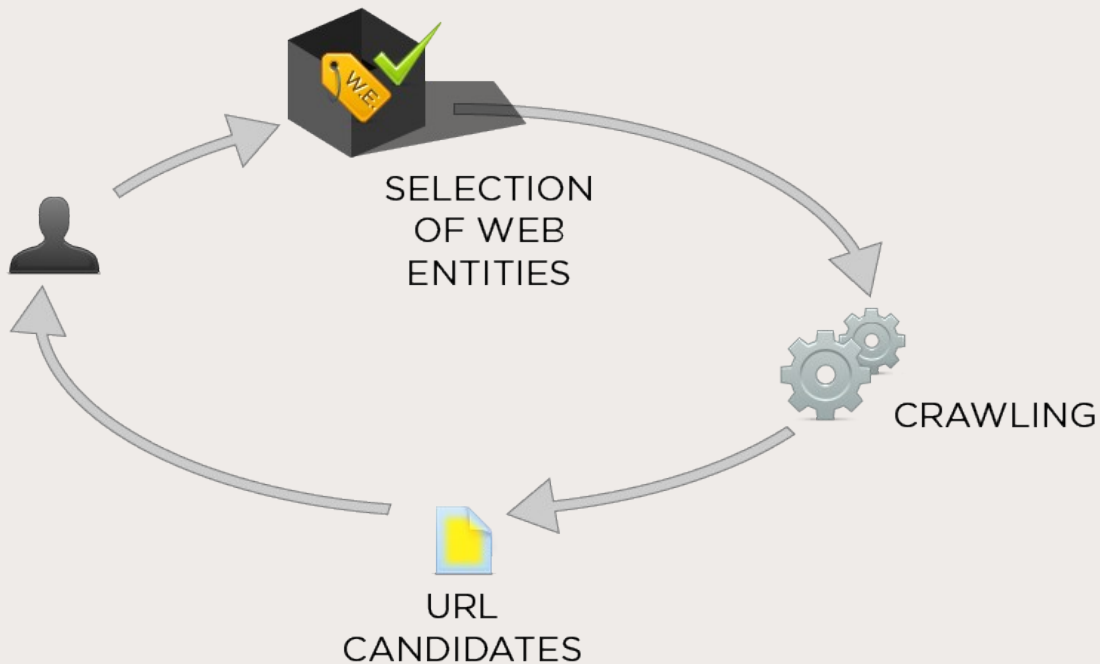 W.E.
SELECTION
OF WEB
ENTITIES
CRAWLING
URL
CANDIDATES